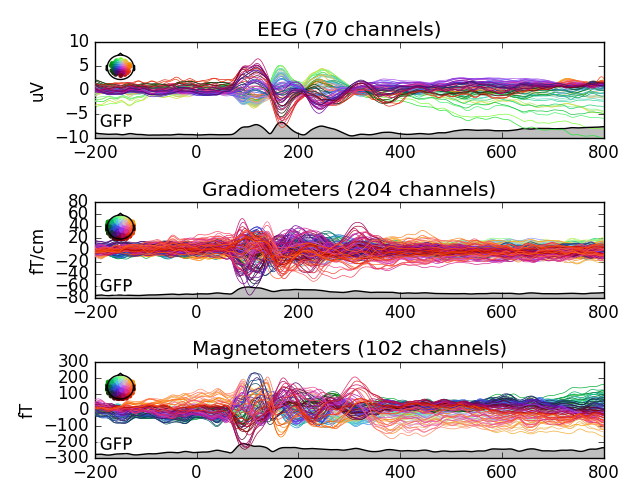 EEG (70 channels)
10
5
0
−5
−10
uV
GFP
−200 0 200 400 600 800
Gradiometers (204 channels)
80
60
40
20
0
−20
−40
−60
−80
fT/cm
GFP
−200 0 200 400 600 800
Magnetometers (102 channels)
300
200
100
0
−100
−200
−300
fT
GFP
−200 0 200 400 600 800